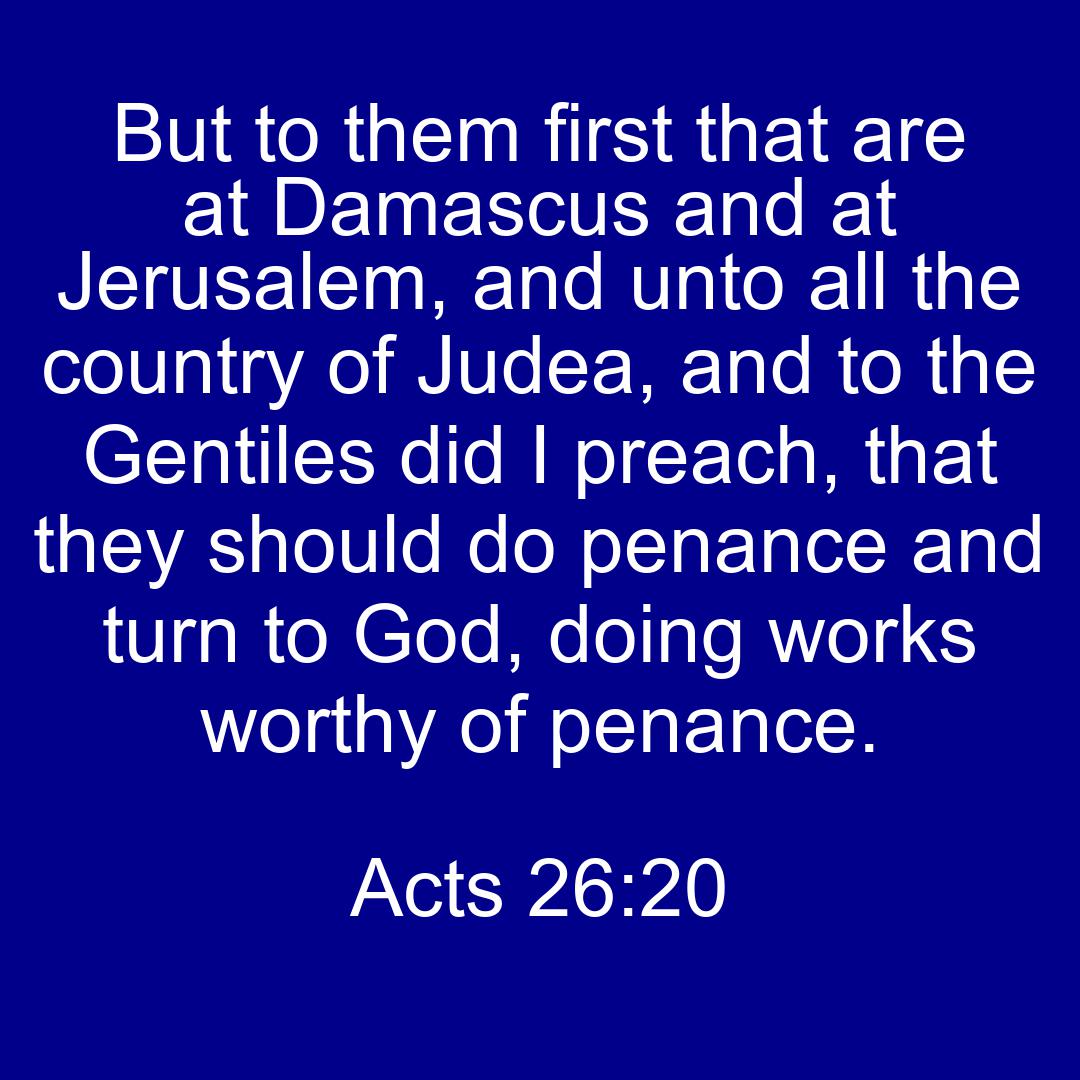 But to them first that are
at Damascus and at
Jerusalem, and unto all the
country of Judea, and to the
Gentiles did I preach, that
they should do penance and
turn to God, doing works
worthy of penance.
Acts 26:20